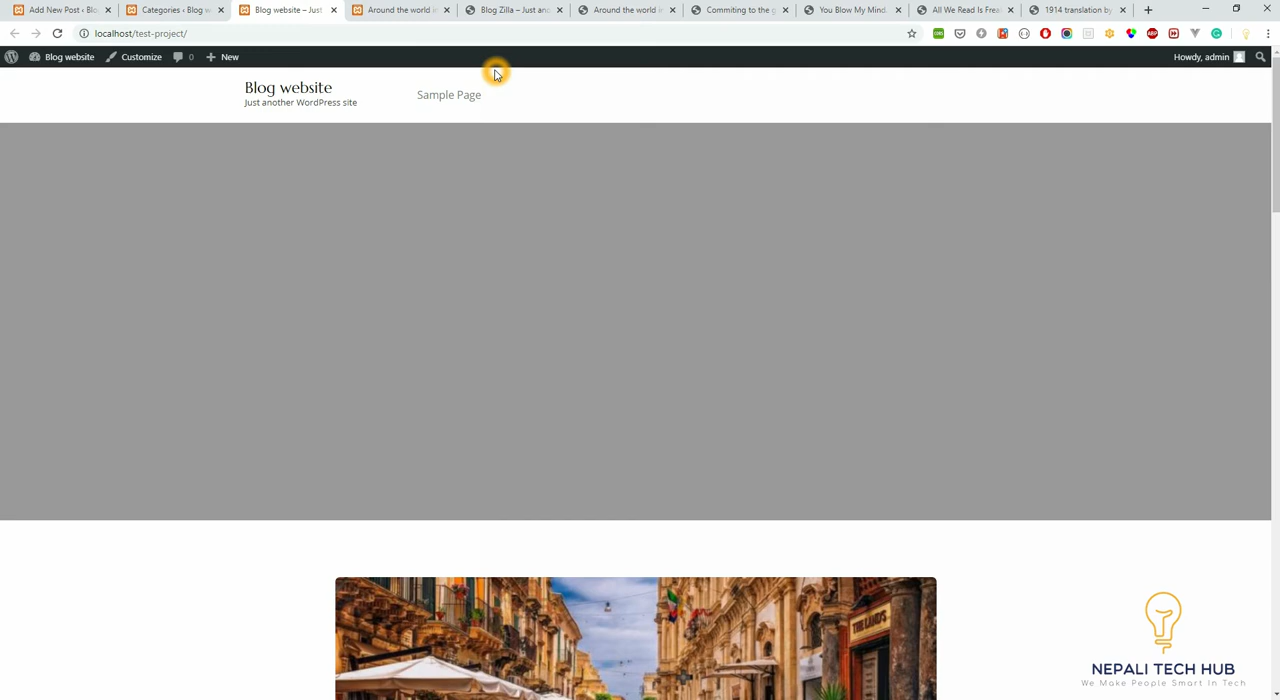 Add New Post ‹ Blo
Categories ‹ Blog w
Blog website – Just
Around the world i
Blog Zilla – Just an
Around the world i
Commiting to the g
You Blow My Mind.
All We Read Is Frea
1914 translation by
localhost/test-project/
Blog website
Customize
0
New
Howdy, admin
Blog website
Just another WordPress site
Sample Page
THE LANDS
NEPALI TECH HUB
We Make People Smart In Tech